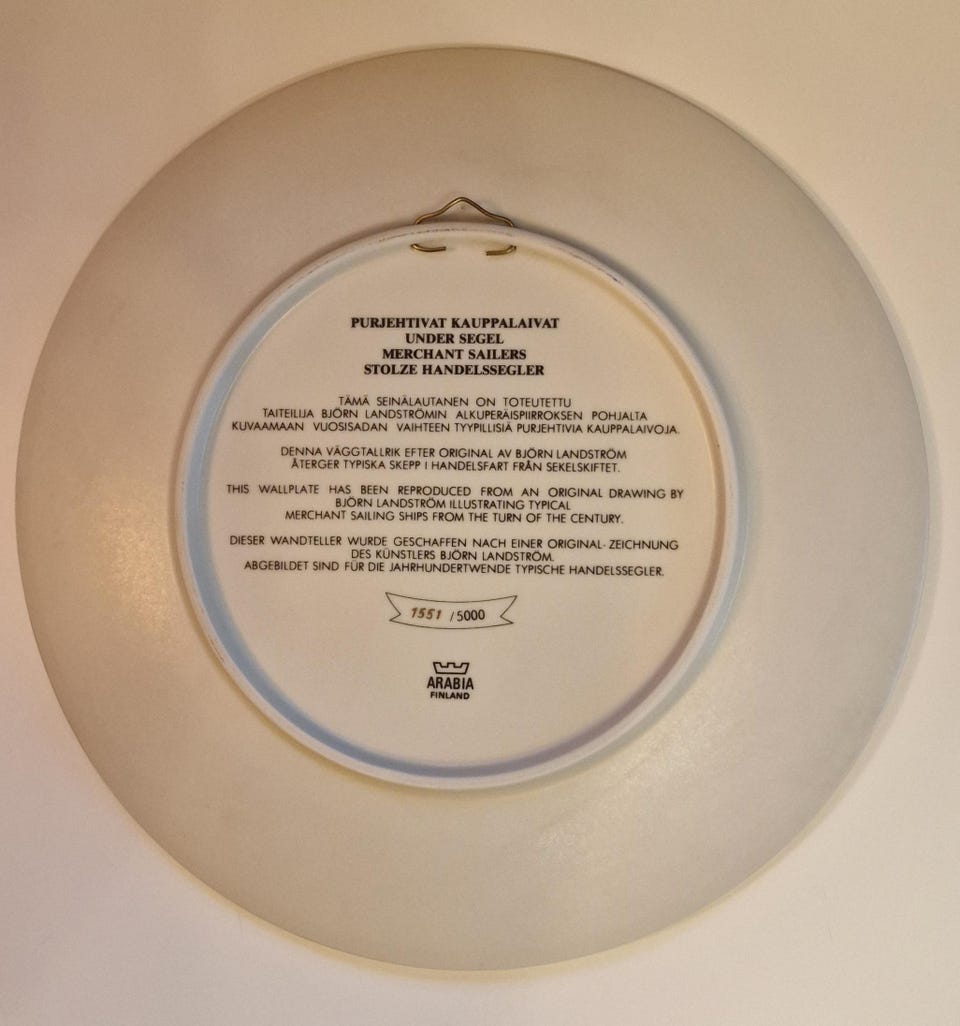 PURJEHTIVAT KAUPPALAIVAT
UNDER SEGEL
MERCHANT SAILERS
STOLZE HANDELSSEGLER
TÄMÄ SEINÄLAUTANEN ON TOTEUTETTU
TAITEILIJA BJÖRN LANDSTRÖMIN ALKUPERÄISPIIRROKSEN POHJALTA
KUVAAMAAN VUOSISADAN VAIHTEEN TYYPILLISIÄ PURJEHTIVIA KAUPPALAIVOJA.
DENNA VÄGGTALLRIK EFTER ORIGINAL AV BJÖRN LANDSTRÖM
ÅTERGER TYPISKA SKEPP I HANDELSFART FRÅN SEKELSKIFTET.
THIS WALLPLATE HAS BEEN REPRODUCED FROM AN ORIGINAL DRAWING BY
BJÖRN LANDSTRÖM ILLUSTRATING TYPICAL
MERCHANT SAILING SHIPS FROM THE TURN OF THE CENTURY.
DIESER WANDTELLER WURDE GESCHAFFEN NACH EINER ORIGINAL-ZEICHNUNG
DES KÜNSTLERS BJÖRN LANDSTRÖM.
ABGEBILDET SIND FÜR DIE JAHRHUNDERTWENDE TYPISCHE HANDELSSEGLER.
1551 / 5000
ARABIA
FINLAND